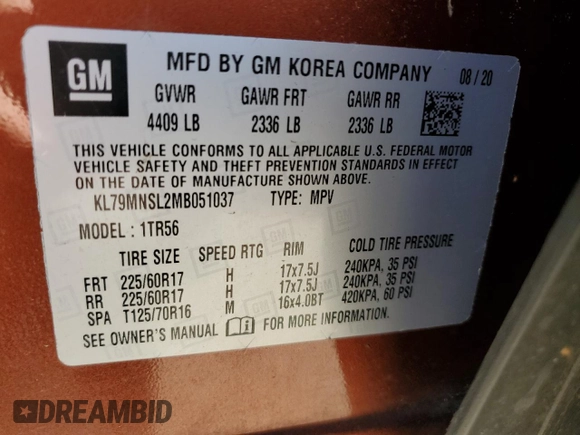 GM
MFD BY GM KOREA COMPANY 08/20
GVWR GAWR FRT GAWR RR
4409 LB 2336 LB 2336 LB
THIS VEHICLE CONFORMS TO ALL APPLICABLE U.S. FEDERAL MOTOR
VEHICLE SAFETY AND THEFT PREVENTION STANDARDS IN EFFECT
ON THE DATE OF MANUFACTURE SHOWN ABOVE.
KL79MNSL2MB051037 TYPE: MPV
MODEL: 1TR56
TIRE SIZE SPEED RTG RIM COLD TIRE PRESSURE
FRT 225/60R17 H 17x7.5J 240KPA, 35 PSI
RR 225/60R17 H 17x7.5J 240KPA, 35 PSI
SPA T125/70R16 M 16x4.0BT 420KPA, 60 PSI
SEE OWNER'S MANUAL i FOR MORE INFORMATION.
DREAMBID